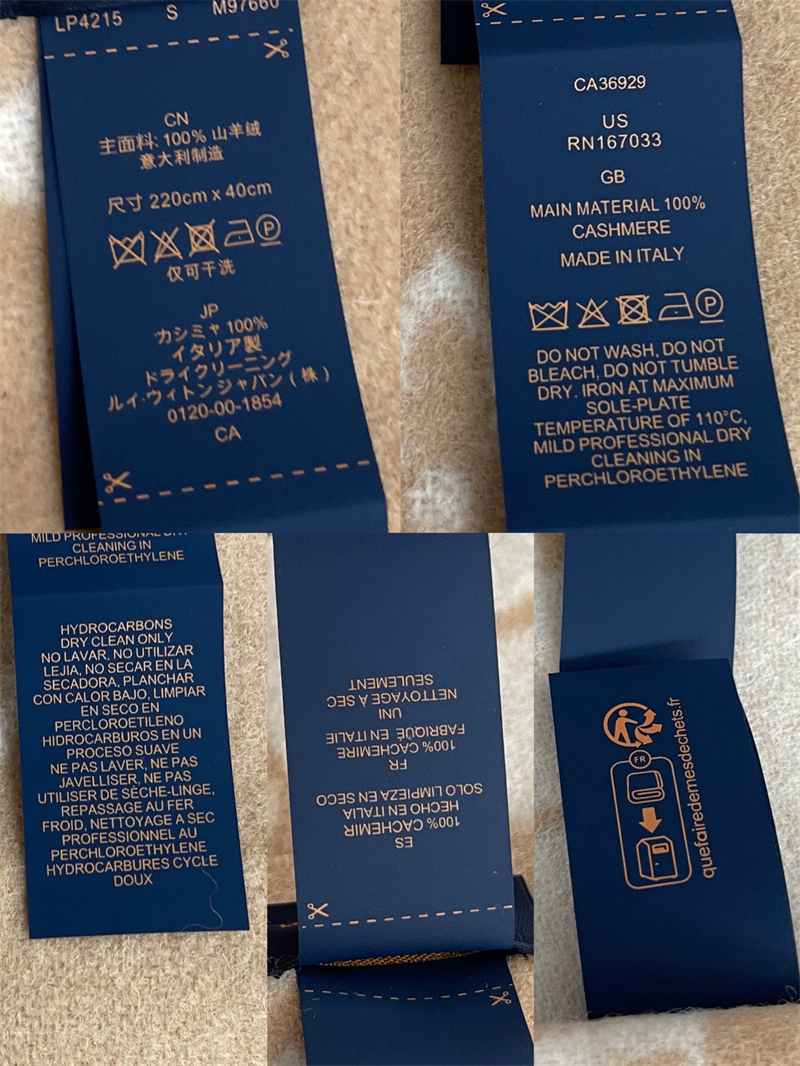 LP4215 S M97660
CN
主面料: 100% 山羊绒
意大利制造
尺寸 220cm x 40cm
P
仅可干洗
JP
カシミャ 100%
イタリア製
ドライクリーニング
ルイ·ウィトンジャパン ( 株 )
0120-00-1854
CA
CA36929
US
RN167033
GB
MAIN MATERIAL 100%
CASHMERE
MADE IN ITALY
P
DO NOT WASH, DO NOT
BLEACH, DO NOT TUMBLE
DRY. IRON AT MAXIMUM
SOLE-PLATE
TEMPERATURE OF 110°C,
MILD PROFESSIONAL DRY
CLEANING IN
PERCHLOROETHYLENE
MILD PROFESSIONAL DRY
CLEANING IN
PERCHLOROETHYLENE
HYDROCARBONS
DRY CLEAN ONLY
NO LAVAR, NO UTILIZAR
LEJIA, NO SECAR EN LA
SECADORA, PLANCHAR
CON CALOR BAJO, LIMPIAR
EN SECO EN
PERCLOROETILENO
HIDROCARBUROS EN UN
PROCESO SUAVE
NE PAS LAVER, NE PAS
JAVELLISER, NE PAS
UTILISER DE SÈCHE-LINGE,
REPASSAGE AU FER
FROID, NETTOYAGE A SEC
PROFESSIONNEL AU
PERCHLOROETHYLENE
HYDROCARBURES CYCLE
DOUX
ES
100% CACHEMIR
HECHO EN ITALIA
SOLO LIMPIEZA EN SECO
FR
100% CACHEMIRE
FABRIQÜE EN ITALIE
UNI
NETTOYAGE À SEC
SEULEMENT
FR
quefairedemesdechets.fr